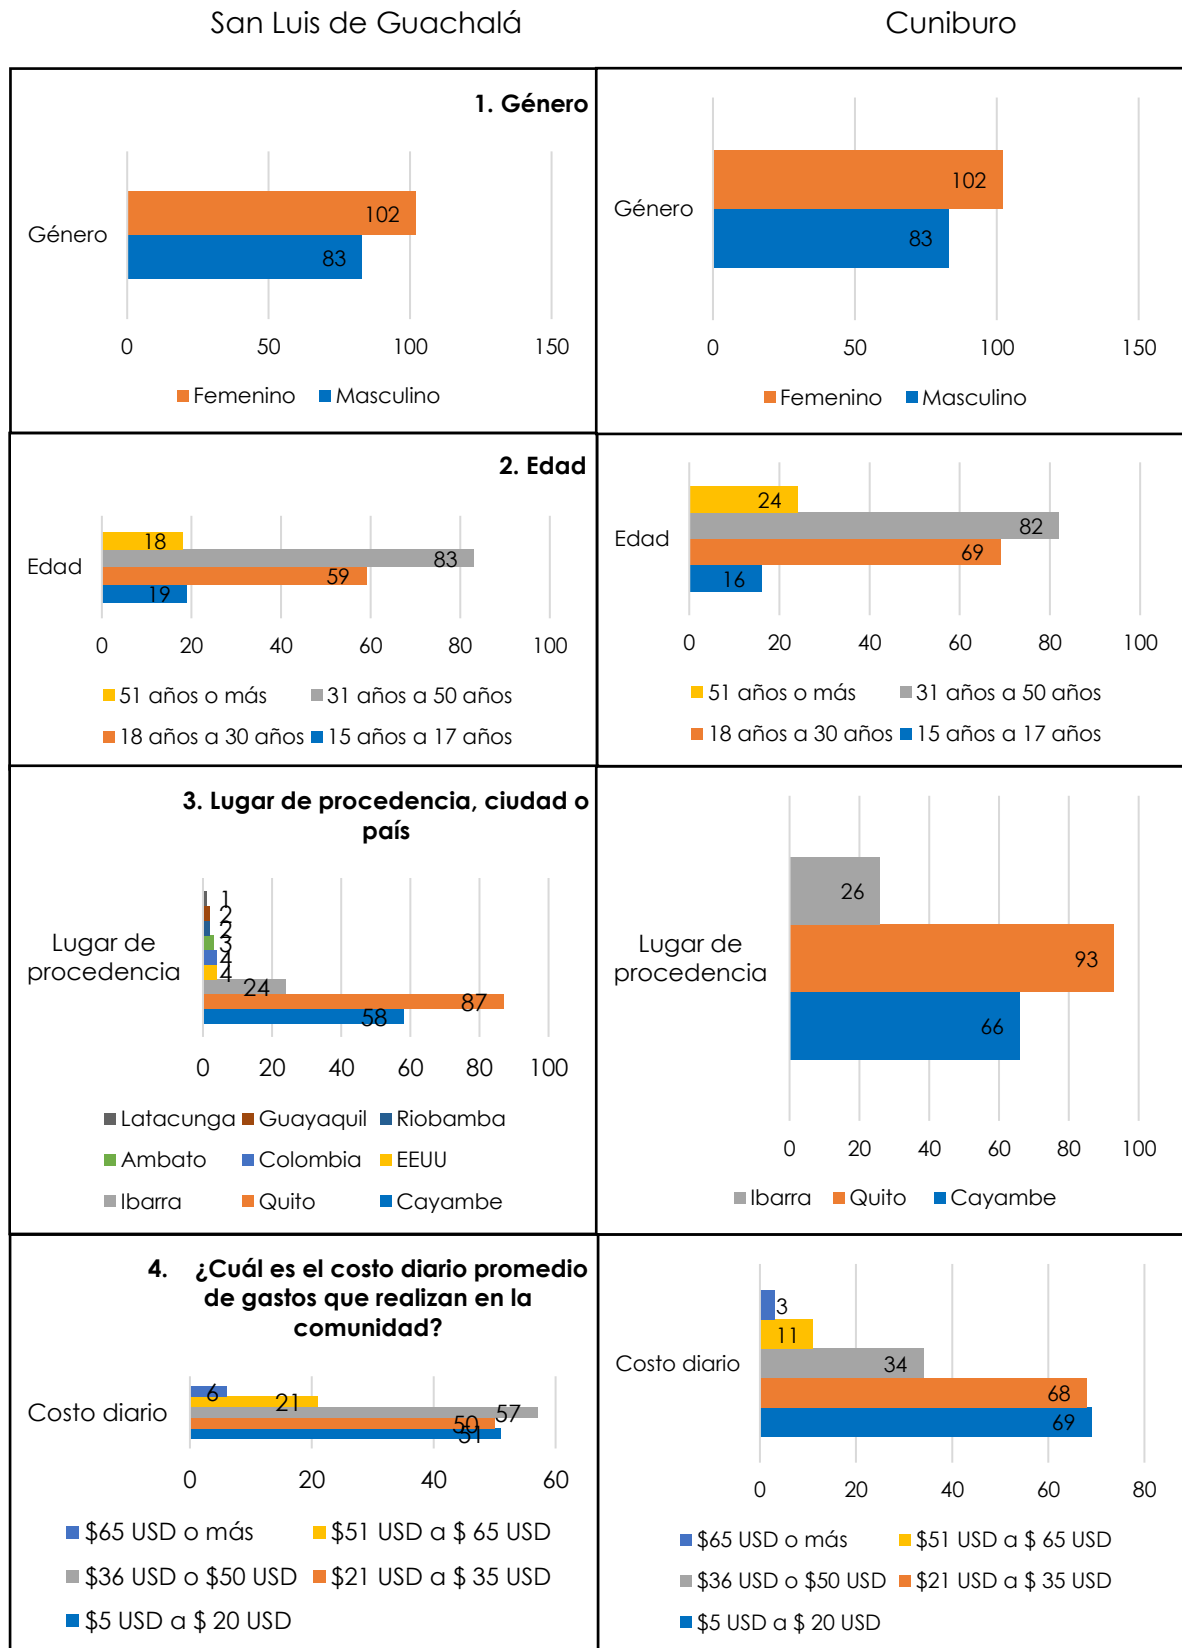 San Luis de Guachalá
Cuniburo
1. Género
Género
102
83
0 50 100 150
Femenino Masculino
Género
102
83
0 50 100 150
Femenino Masculino
2. Edad
Edad
18
83
59
19
0 20 40 60 80 100
51 años o más 31 años a 50 años
18 años a 30 años 15 años a 17 años
Edad
24
82
69
16
0 20 40 60 80 100
51 años o más 31 años a 50 años
18 años a 30 años 15 años a 17 años
3. Lugar de procedencia, ciudad o
país
Lugar de
procedencia
1
2
2
3
4
4
24
87
58
0 20 40 60 80 100
Latacunga Guayaquil Riobamba
Ambato Colombia EEUU
Ibarra Quito Cayambe
Lugar de
procedencia
26
93
66
0 20 40 60 80 100
Ibarra Quito Cayambe
4. ¿Cuál es el costo diario promedio
de gastos que realizan en la
comunidad?
Costo diario
6
21
57
50
51
0 20 40 60
$65 USD o más $51 USD a $ 65 USD
$36 USD o $50 USD $21 USD a $ 35 USD
$5 USD a $ 20 USD
Costo diario
3
11
34
68
69
0 20 40 60 80
$65 USD o más $51 USD a $ 65 USD
$36 USD o $50 USD $21 USD a $ 35 USD
$5 USD a $ 20 USD